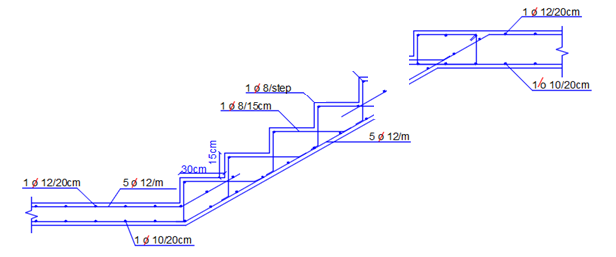 1 ø 12/20cm
1 ø 10/20cm
1 ø 8/step
1 ø 8/15cm
5 ø 12/m
15cm
30cm
1 ø 12/20cm
5 ø 12/m
1 ø 10/20cm